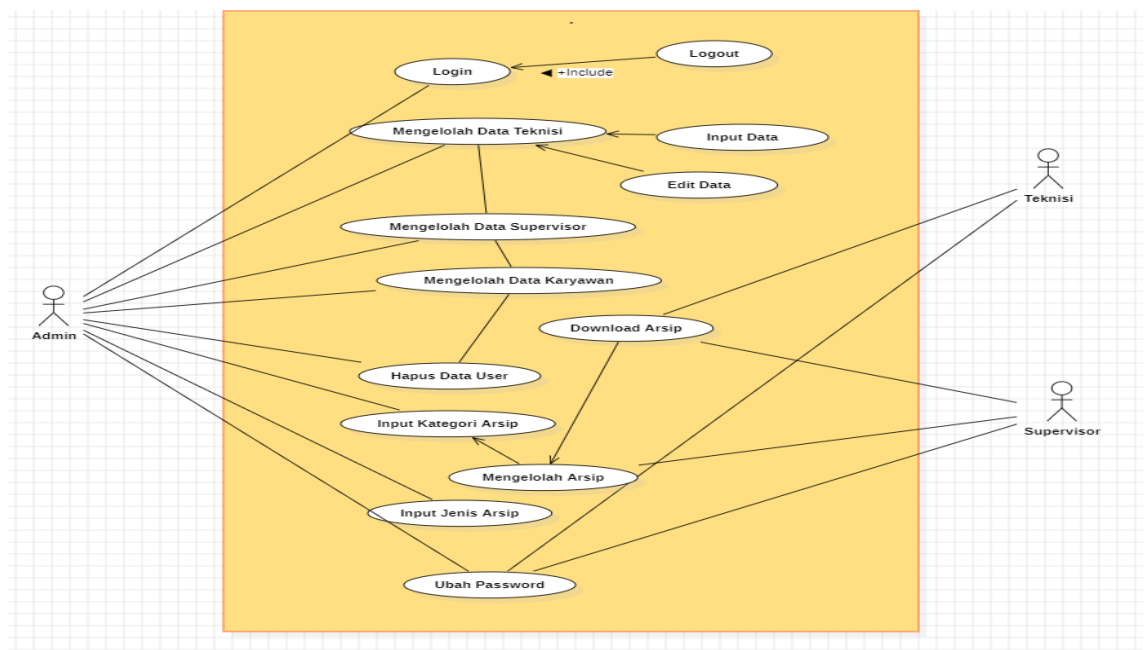 .
Logout
Login
◄ +Include
Mengelolah Data Teknisi
Input Data
Edit Data
Teknisi
Mengelolah Data Supervisor
Mengelolah Data Karyawan
Download Arsip
Admin
Hapus Data User
Input Kategori Arsip
Supervisor
Mengelolah Arsip
Input Jenis Arsip
Ubah Password